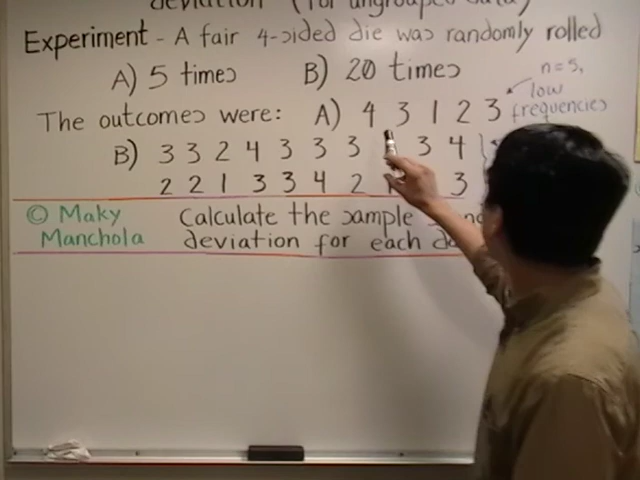 deviation (for ungrouped data)
Experiment - A fair 4-sided die was randomly rolled
A) 5 times B) 20 times
n = 5,
low
frequencies
The outcomes were: A) 4 3 1 2 3
B) 3 3 2 4 3 3 3 3 4
2 2 1 3 3 4 2 3
© Maky
Manchola
Calculate the sample
deviation for each